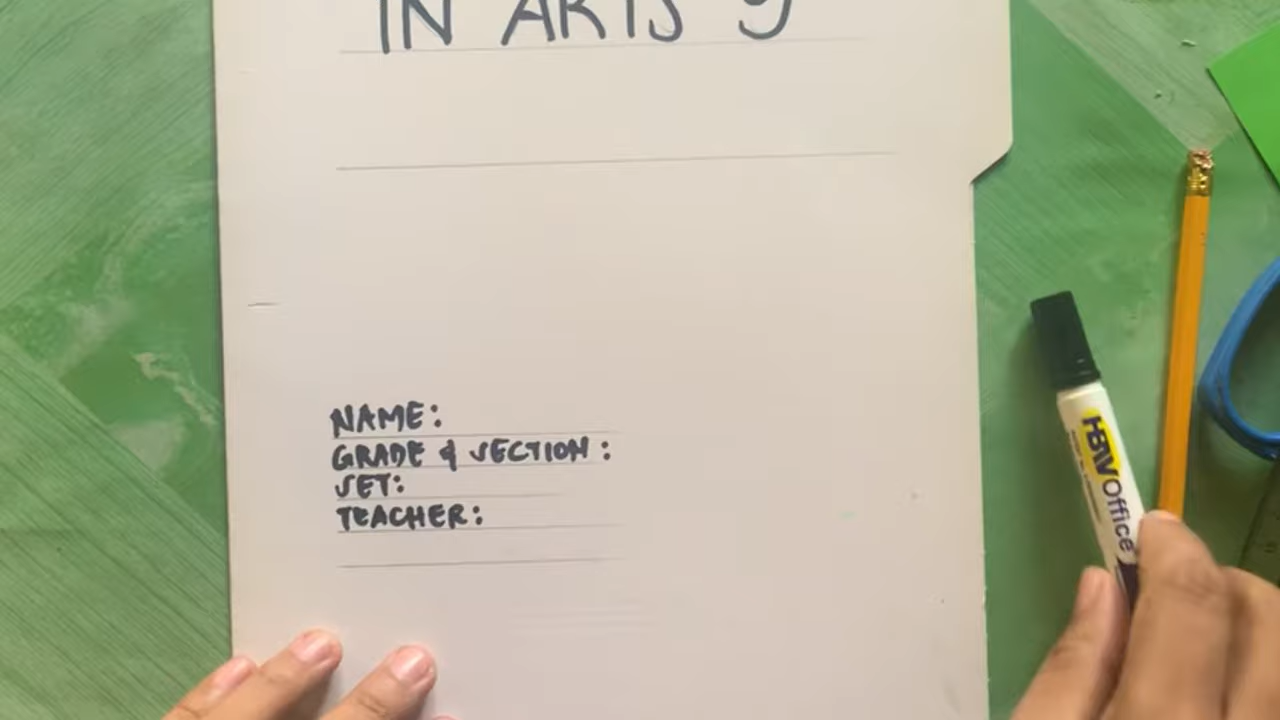 IN ARTS 9
NAME:
GRADE & SECTION:
SET:
TEACHER:
HBW Office